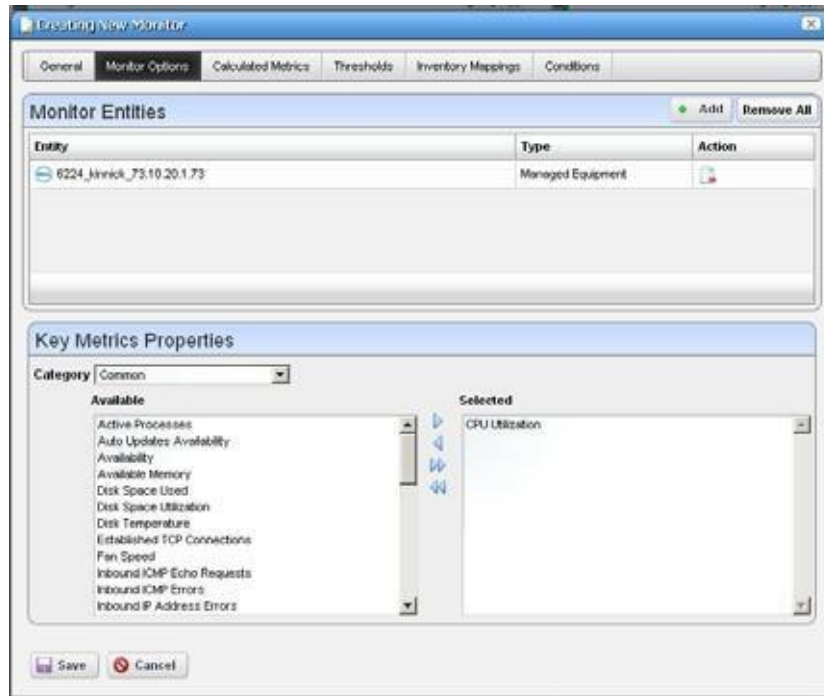 Creating New Monitor
General Monitor Options Calculated Metrics Thresholds Inventory Mappings Conditions
Monitor Entities
Add Remove All
Entity Type Action
6224_kinnick_73.10.20.1.73 Managed Equipment
Key Metrics Properties
Category Common
Available Selected
Active Processes CPU Utilization
Auto Updates Availability
Availability
Available Memory
Disk Space Used
Disk Space Utilization
Disk Temperature
Established TCP Connections
Fan Speed
Inbound ICMP Echo Requests
Inbound ICMP Errors
Inbound IP Address Errors
Save Cancel